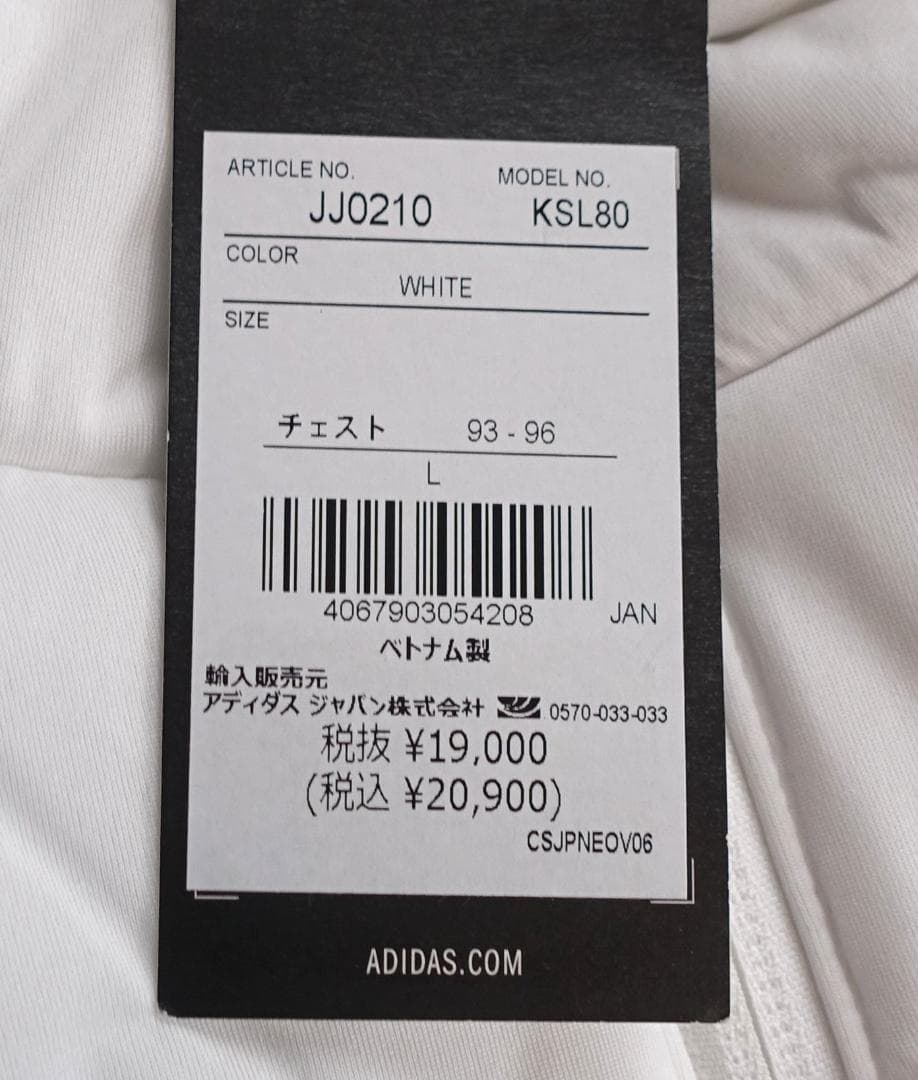 ARTICLE NO. MODEL NO.
JJ0210 KSL80
COLOR
WHITE
SIZE
チェスト 93 - 96
L
4067903054208 JAN
ベトナム製
輸入販売元
アディダス ジャパン株式会社 0570-033-033
税抜 ¥19,000
(税込 ¥20,900)
CSJPNEOV06
ADIDAS.COM